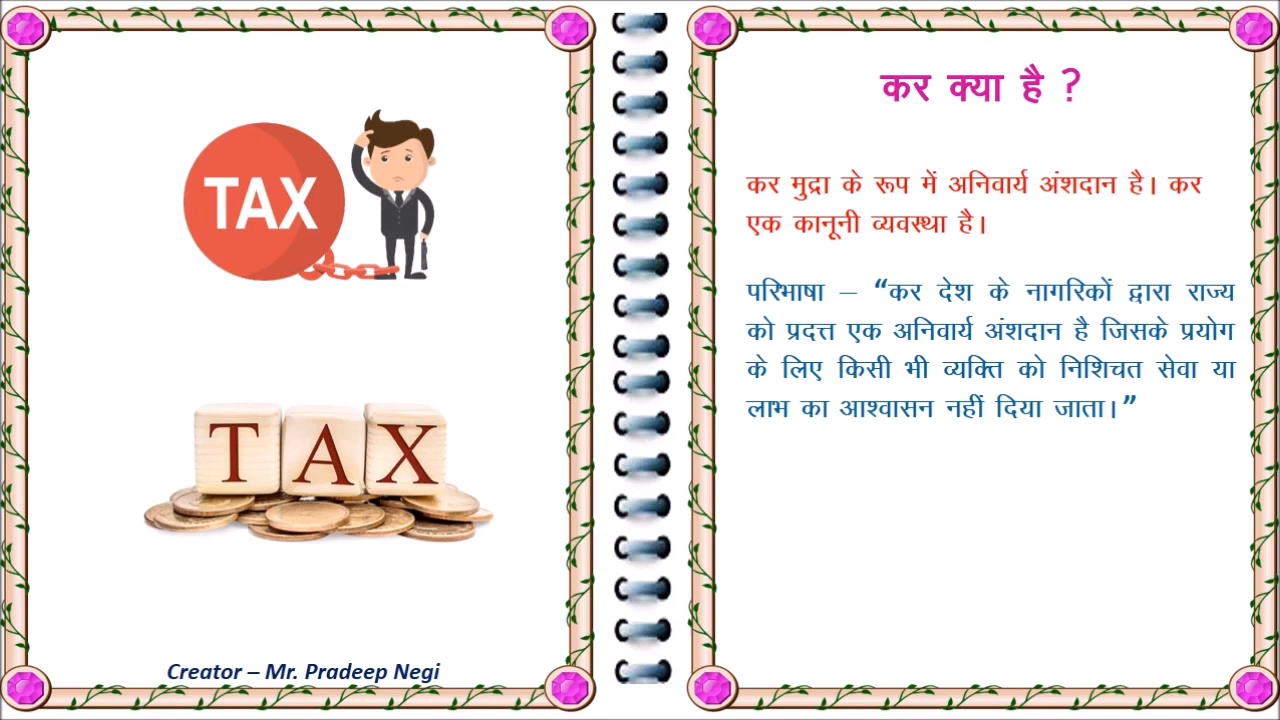 TAX
TAX
Creator – Mr. Pradeep Negi
कर क्या है ?
कर मुद्रा के रूप में अनिवार्य अंशदान है। कर
एक कानूनी व्यवस्था है।
परिभाषा – “कर देश के नागरिकों द्वारा राज्य
को प्रदत्त एक अनिवार्य अंशदान है जिसके प्रयोग
के लिए किसी भी व्यक्ति को निशिचत सेवा या
लाभ का आश्वासन नहीं दिया जाता।”